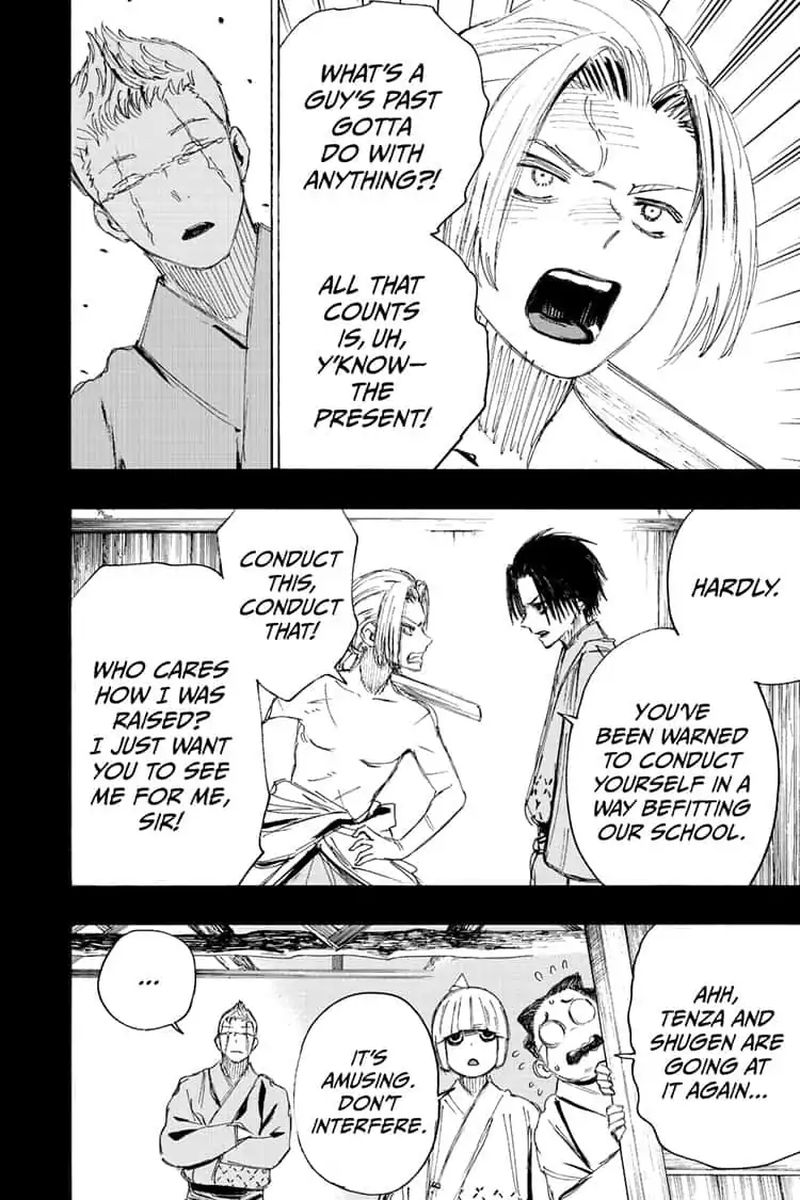 WHAT'S A
GUY'S PAST
GOTTA
DO WITH
ANYTHING?!
ALL THAT
COUNTS
IS, UH,
Y'KNOW—
THE
PRESENT!
HARDLY.
YOU'VE
BEEN WARNED
TO CONDUCT
YOURSELF IN A
WAY BEFITTING
OUR SCHOOL.
CONDUCT
THIS,
CONDUCT
THAT!
WHO CARES
HOW I WAS
RAISED?
I JUST WANT
YOU TO SEE
ME FOR ME,
SIR!
AHH,
TENZA AND
SHUGEN ARE
GOING AT
IT AGAIN...
IT'S
AMUSING.
DON'T
INTERFERE.
...